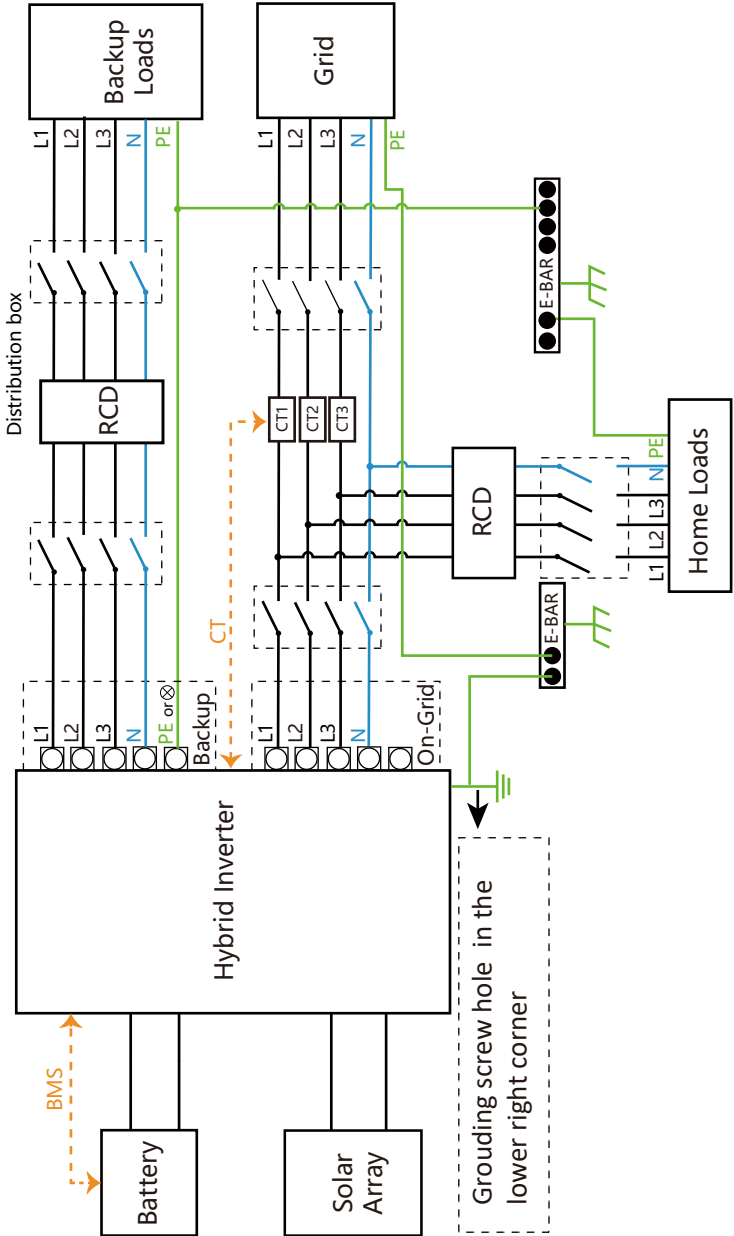 Distribution box
Backup
Loads
L1
L2
L3
N
PE
RCD
L1
L2
L3
N
PE or
Backup
Grid
L1
L2
L3
N
PE
CT1
CT2
CT3
CT
L1
L2
L3
N
On-Grid
Hybrid Inverter
BMS
Battery
Solar
Array
E-BAR
E-BAR
RCD
L1
L2
L3
N
PE
Home Loads
Grouding screw hole in the
lower right corner